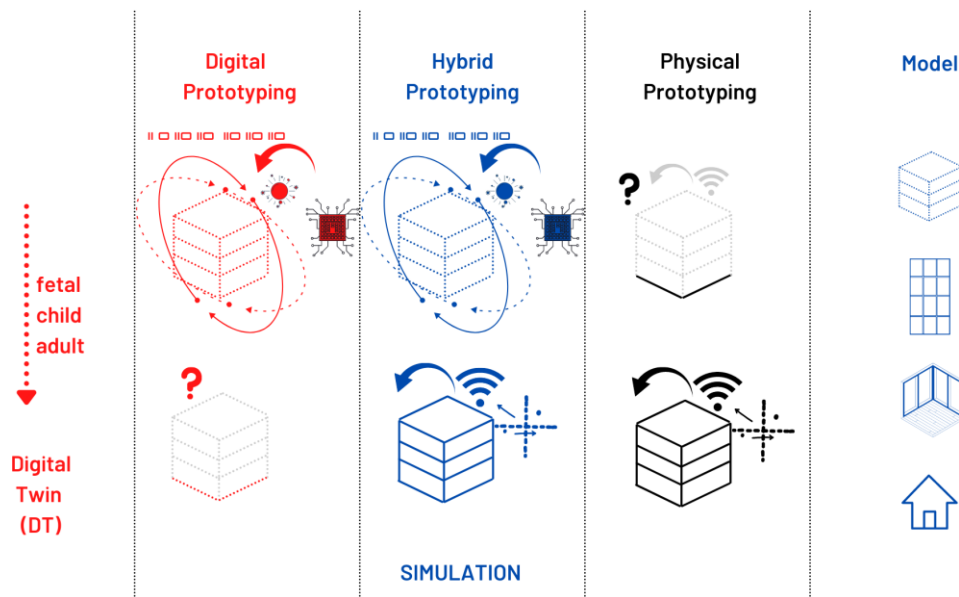 Digital
Prototyping
Hybrid
Prototyping
Physical
Prototyping
Model
?
fetal
child
adult
?
Digital
Twin
(DT)
SIMULATION